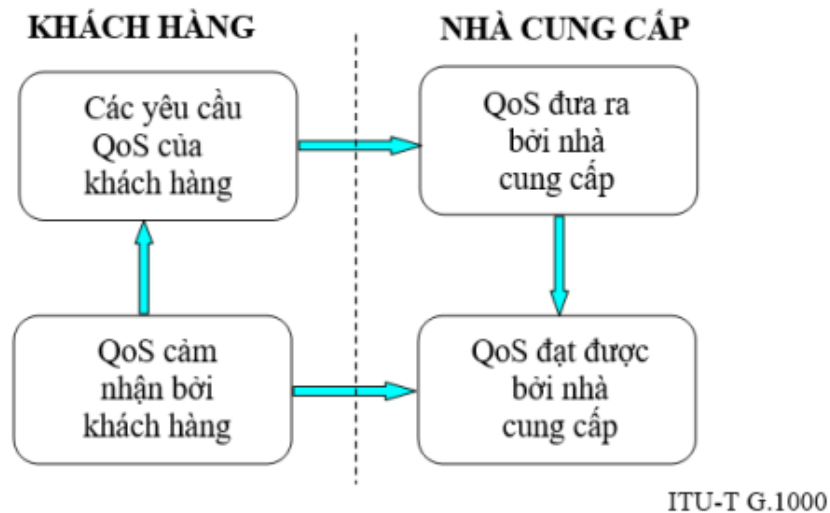 KHÁCH HÀNG
NHÀ CUNG CẤP
Các yêu cầu
QoS của
khách hàng
QoS đưa ra
bởi nhà
cung cấp
QoS cảm
nhận bởi
khách hàng
QoS đạt được
bởi nhà
cung cấp
ITU-T G.1000